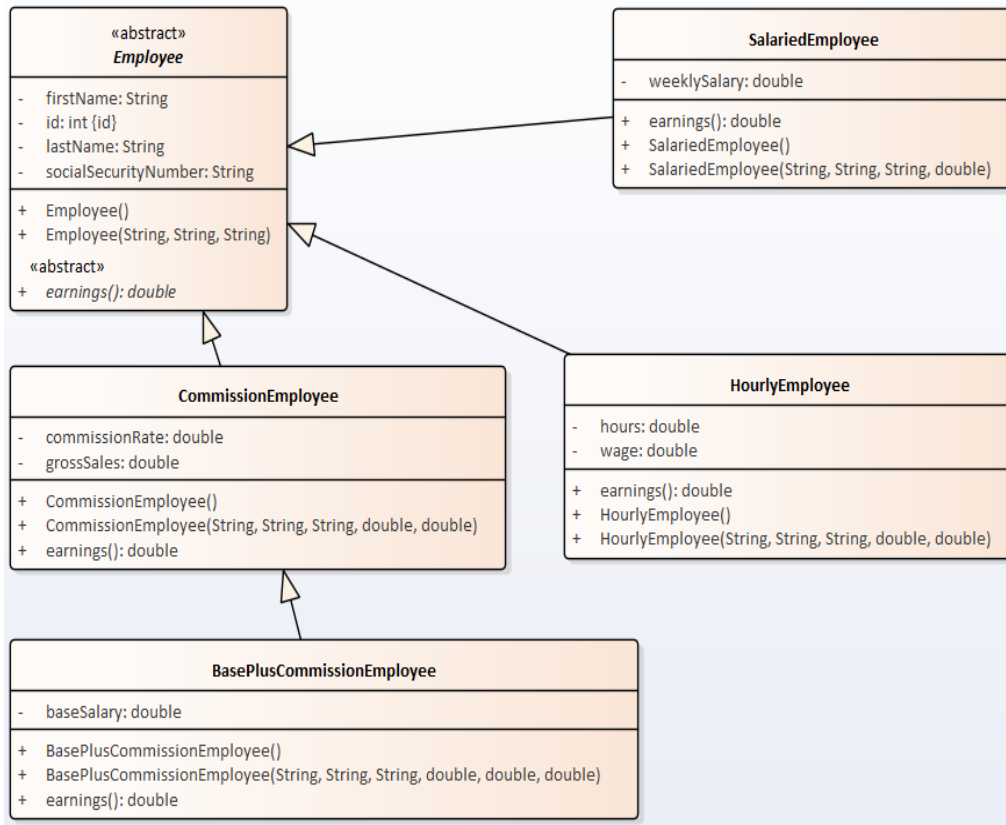 «abstract»
Employee
- firstName: String
- id: int {id}
- lastName: String
- socialSecurityNumber: String
+ Employee()
+ Employee(String, String, String)
«abstract»
+ earnings(): double
SalariedEmployee
- weeklySalary: double
+ earnings(): double
+ SalariedEmployee()
+ SalariedEmployee(String, String, String, double)
CommissionEmployee
- commissionRate: double
- grossSales: double
+ CommissionEmployee()
+ CommissionEmployee(String, String, String, double, double)
+ earnings(): double
HourlyEmployee
- hours: double
- wage: double
+ earnings(): double
+ HourlyEmployee()
+ HourlyEmployee(String, String, String, double, double)
BasePlusCommissionEmployee
- baseSalary: double
+ BasePlusCommissionEmployee()
+ BasePlusCommissionEmployee(String, String, String, double, double, double)
+ earnings(): double